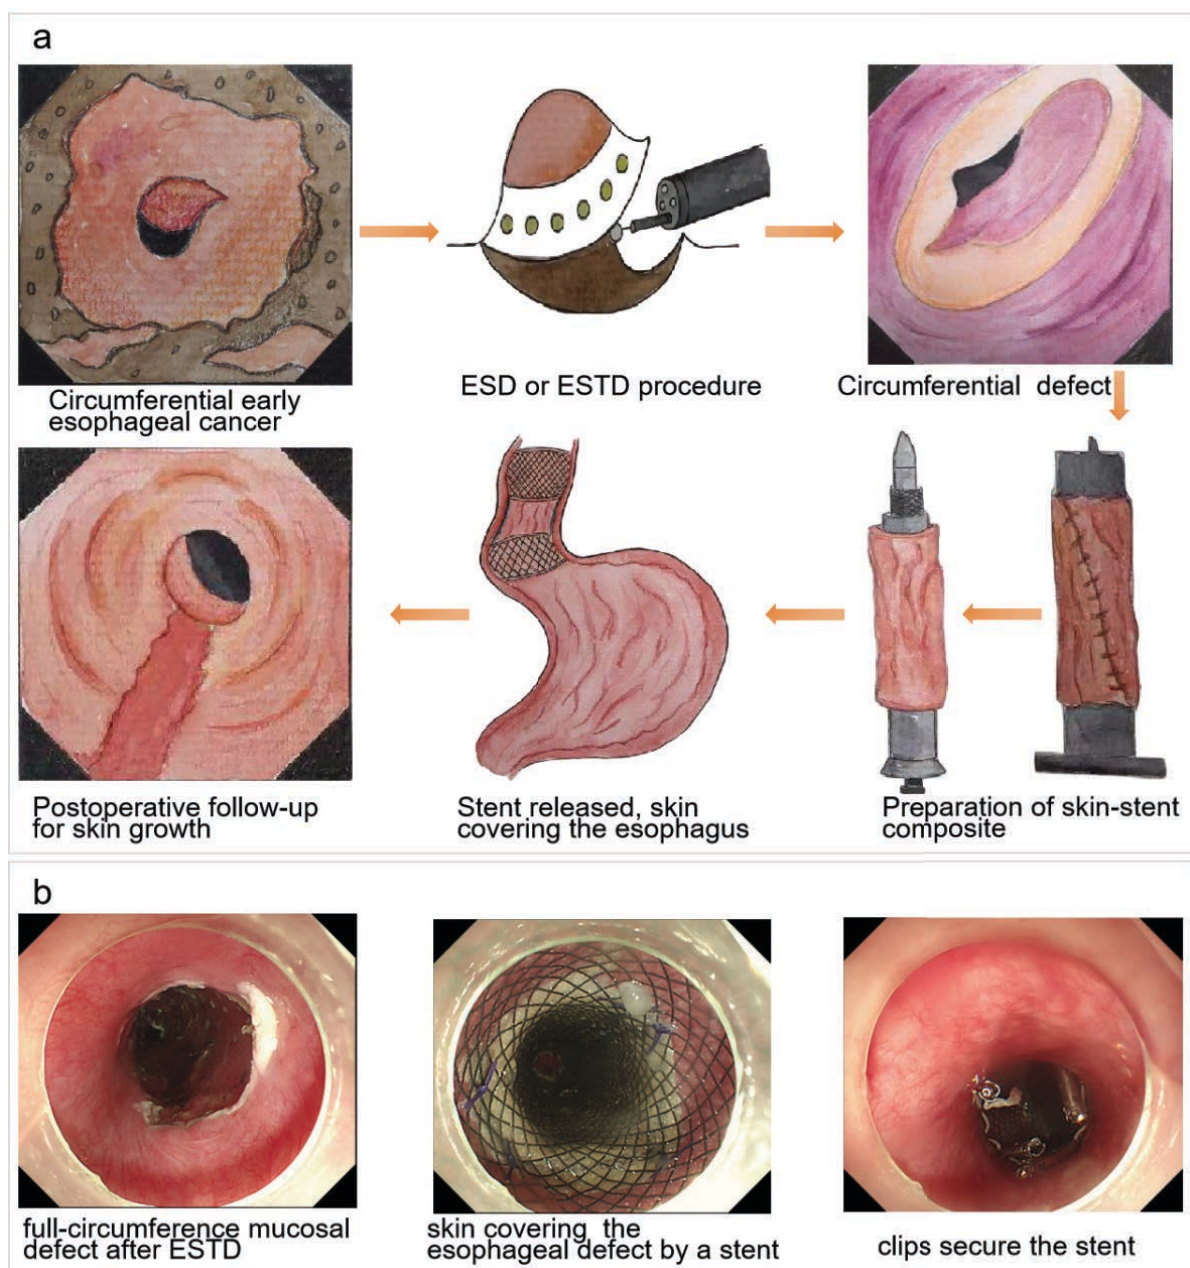 a
Circumferential early
esophageal cancer
ESD or ESTD procedure
Circumferential defect
Postoperative follow-up
for skin growth
Stent released, skin
covering the esophagus
Preparation of skin-stent
composite
b
full-circumference mucosal
defect after ESTD
skin covering the
esophageal defect by a stent
clips secure the stent